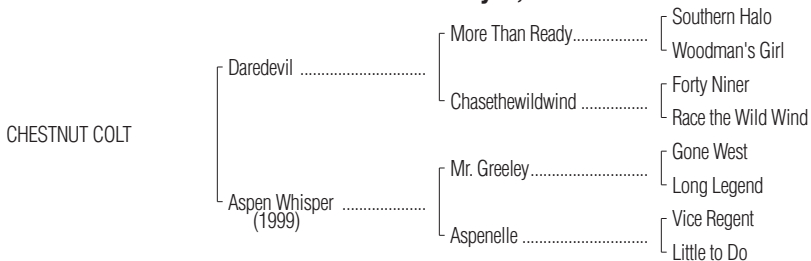 Southern Halo
More Than Ready..................
Woodman's Girl
Daredevil ..............................
Forty Niner
Chasethewildwind ................
Race the Wild Wind
CHESTNUT COLT
Gone West
Mr. Greeley............................
Long Legend
Aspen Whisper ....................
(1999)
Vice Regent
Aspenelle ..............................
Little to Do